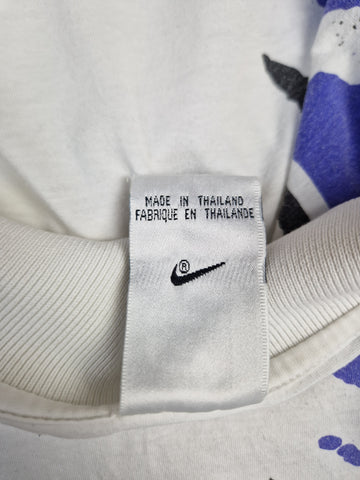 MADE IN THAILAND
FABRIQUE EN THAILANDE
®